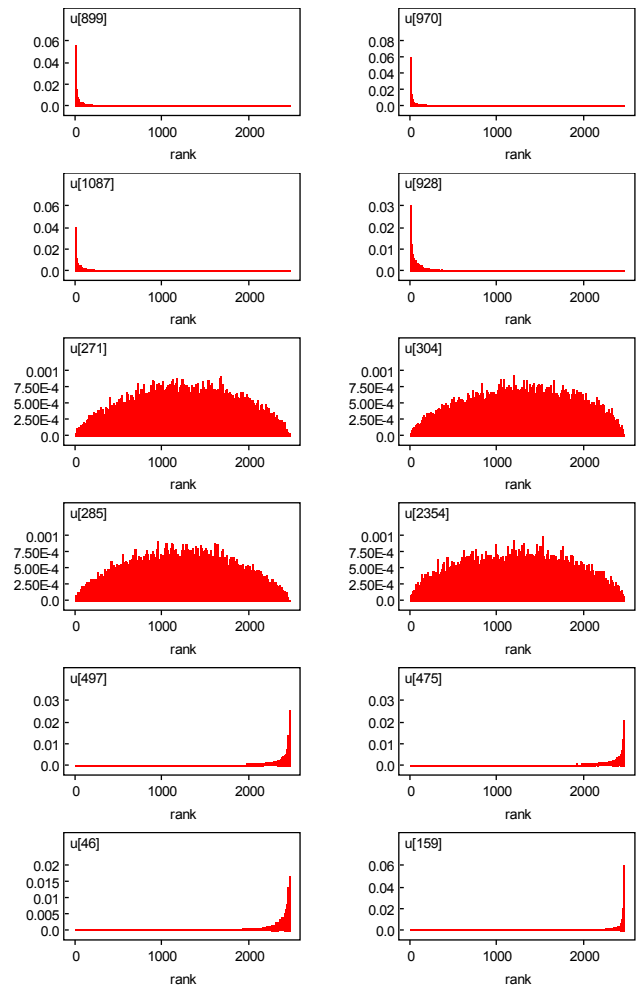 u[899]
0.06
0.04
0.02
0.0
0 1000 2000
rank
u[970]
0.08
0.06
0.04
0.02
0.0
0 1000 2000
rank
u[1087]
0.06
0.04
0.02
0.0
0 1000 2000
rank
u[928]
0.03
0.02
0.01
0.0
0 1000 2000
rank
u[271]
0.001
7.50E-4
5.00E-4
2.50E-4
0.0
0 1000 2000
rank
u[304]
0.001
7.50E-4
5.00E-4
2.50E-4
0.0
0 1000 2000
rank
u[285]
0.001
7.50E-4
5.00E-4
2.50E-4
0.0
0 1000 2000
rank
u[2354]
0.001
7.50E-4
5.00E-4
2.50E-4
0.0
0 1000 2000
rank
u[497]
0.03
0.02
0.01
0.0
0 1000 2000
rank
u[475]
0.03
0.02
0.01
0.0
0 1000 2000
rank
u[46]
0.02
0.015
0.01
0.005
0.0
0 1000 2000
rank
u[159]
0.06
0.04
0.02
0.0
0 1000 2000
rank